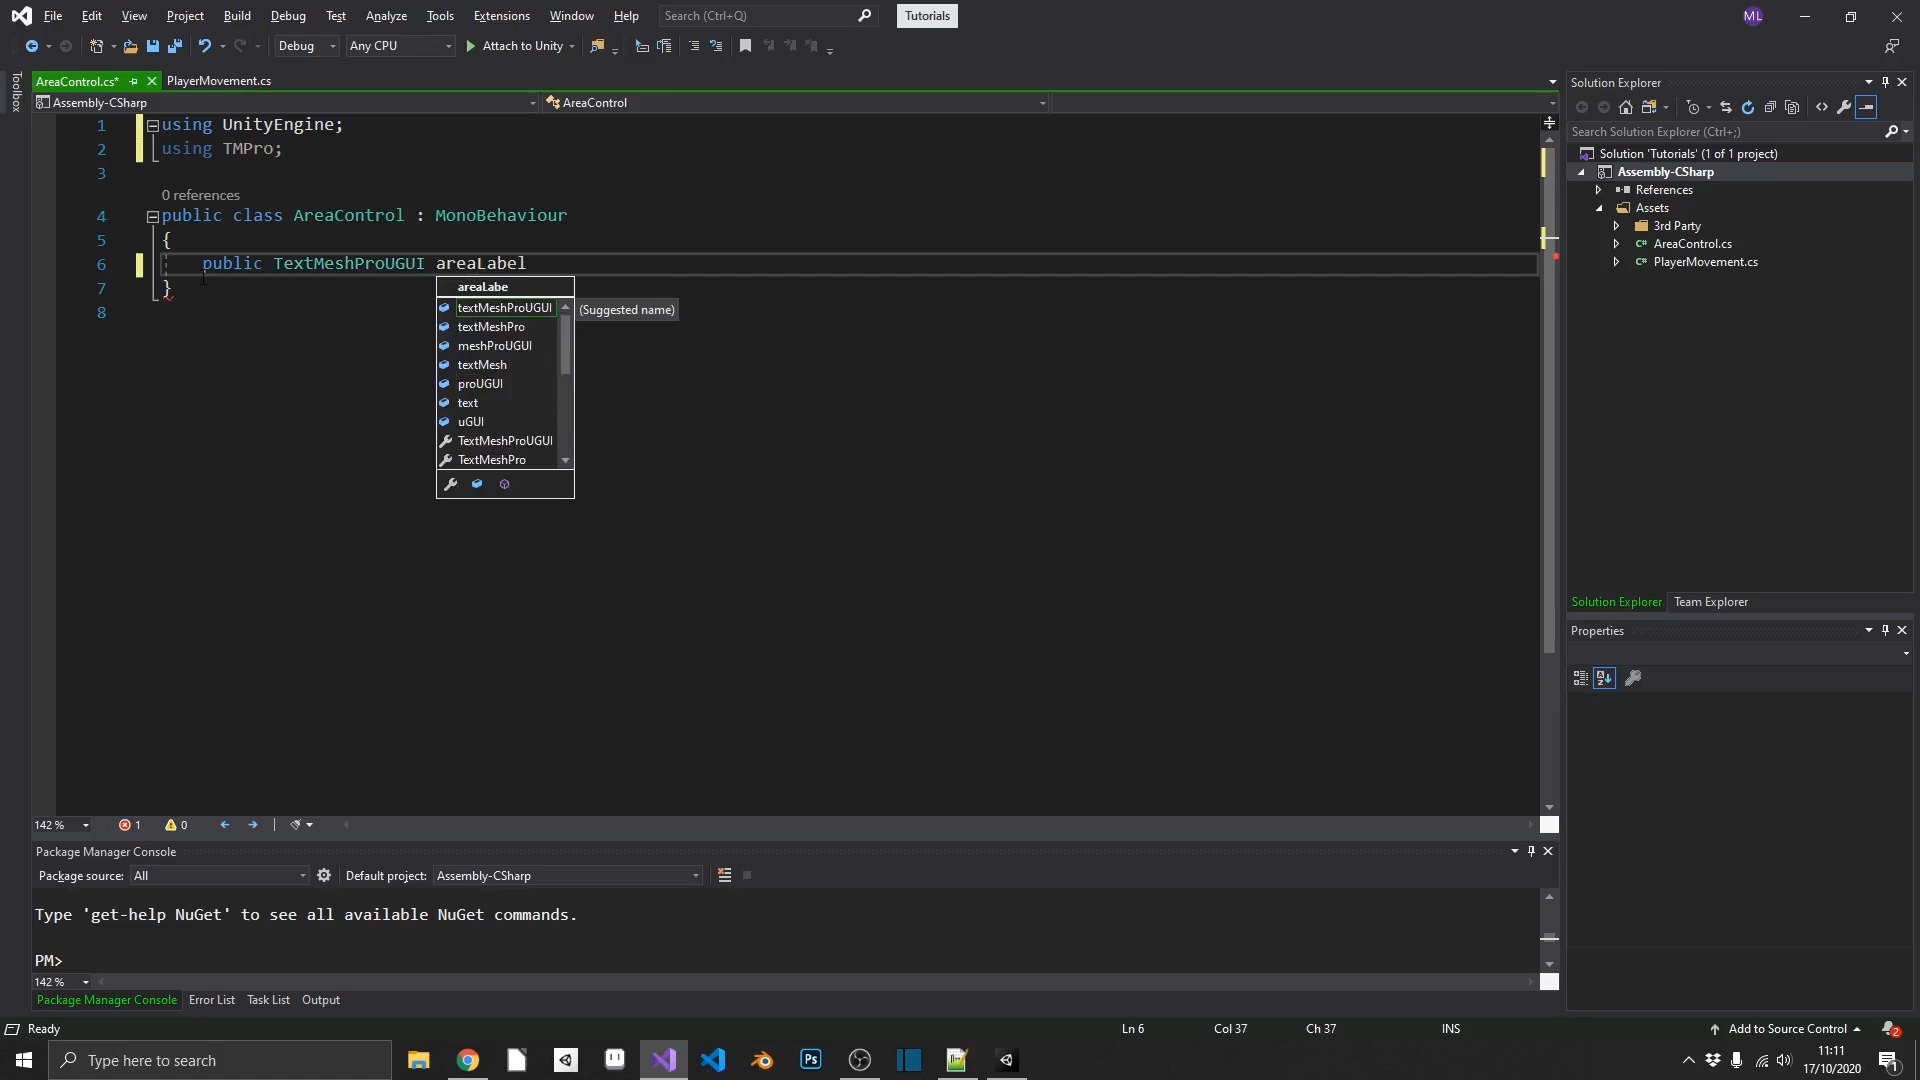 File Edit View Project Build Debug Test Analyze Tools Extensions Window Help Search (Ctrl+Q) Tutorials ML
Debug Any CPU Attach to Unity
Toolbox
AreaControl.cs* PlayerMovement.cs
Assembly-CSharp AreaControl
1 using UnityEngine;
2 using TMPro;
3
0 references
4 public class AreaControl : MonoBehaviour
5 {
6 public TextMeshProUGUI areaLabel
7 }
8
areaLabe
textMeshProUGUI (Suggested name)
textMeshPro
meshProUGUI
textMesh
proUGUI
text
uGUI
TextMeshProUGUI
TextMeshPro
142 % 1 0
Package Manager Console
Package source: All Default project: Assembly-CSharp
Type 'get-help NuGet' to see all available NuGet commands.
PM>
142 %
Package Manager Console Error List Task List Output
Solution Explorer
Search Solution Explorer (Ctrl+;)
Solution 'Tutorials' (1 of 1 project)
Assembly-CSharp
References
Assets
3rd Party
AreaControl.cs
PlayerMovement.cs
Solution Explorer Team Explorer
Properties
Ready Ln 6 Col 37 Ch 37 INS Add to Source Control 2
Type here to search Ps 11:11
17/10/2020 1